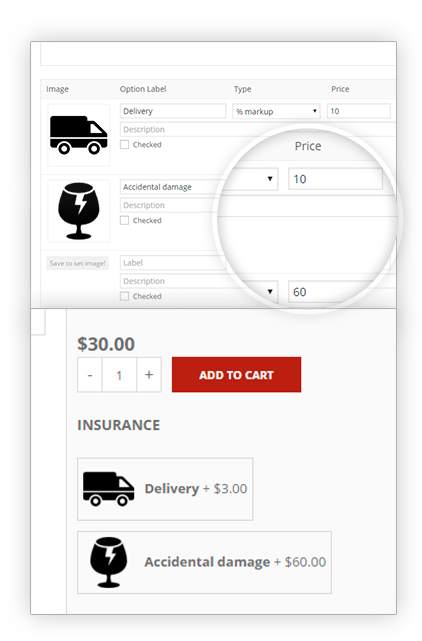 Image Option Label Type Price
Delivery % markup 10
Description
Checked
Price
10
Accidental damage
Description
Checked
Save to set image! Label
Description
60
Checked
$30.00
- 1 + ADD TO CART
INSURANCE
Delivery + $3.00
Accidental damage + $60.00